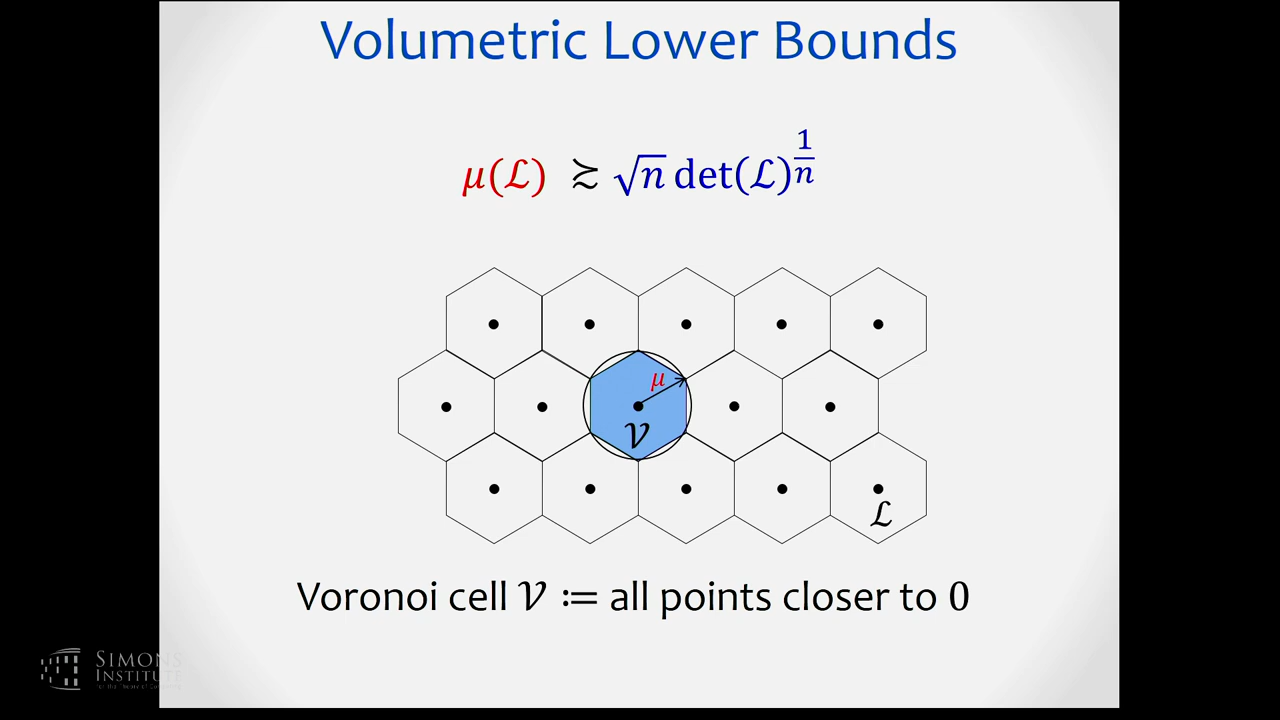 Volumetric Lower Bounds
μ(ℒ) ≳ √n det(ℒ)^{1/n}
μ
𝒱
ℒ
Voronoi cell 𝒱 ≔ all points closer to 0
SIMONS
INSTITUTE